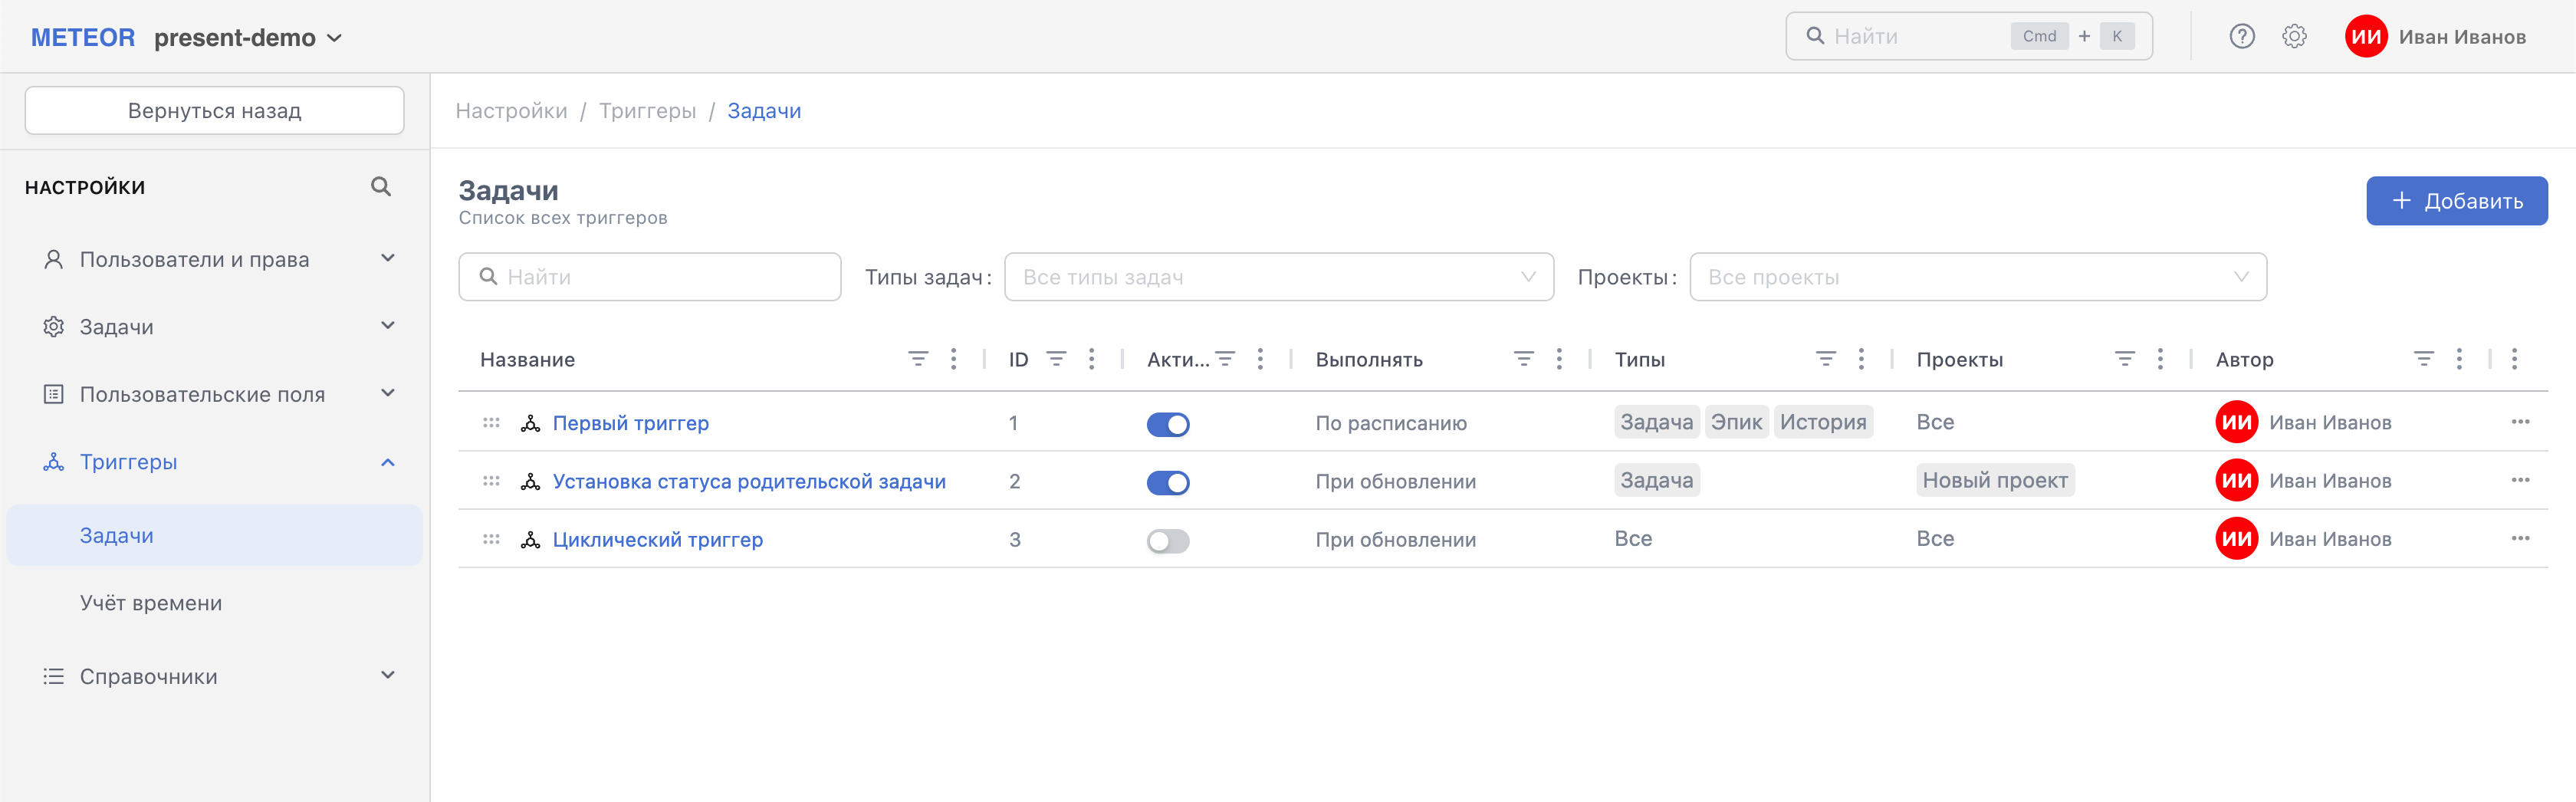 METEOR present-demo
Найти Cmd + K
ИИ Иван Иванов
Вернуться назад
НАСТРОЙКИ
Пользователи и права
Задачи
Пользовательские поля
Триггеры
Задачи
Учёт времени
Справочники
Настройки / Триггеры / Задачи
Задачи
Список всех триггеров
+ Добавить
Найти Типы задач: Все типы задач Проекты: Все проекты
Название ID Акти... Выполнять Типы Проекты Автор
Первый триггер 1 По расписанию Задача Эпик История Все ИИ Иван Иванов
Установка статуса родительской задачи 2 При обновлении Задача Новый проект ИИ Иван Иванов
Циклический триггер 3 При обновлении Все Все ИИ Иван Иванов